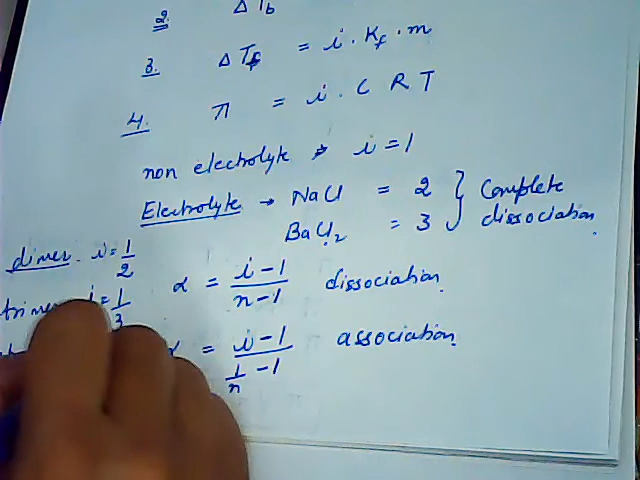 2. ΔTb
3. ΔTf = i · Kf · m
4. π = i · C R T
non electrolyte → i = 1
Electrolyte → NaCl = 2 } Complete
BaCl2 = 3 dissociation
dimer. i = 1/2
α = i-1/n-1 dissociation
trimer i = 1/3
α = i-1/(1/n -1) association